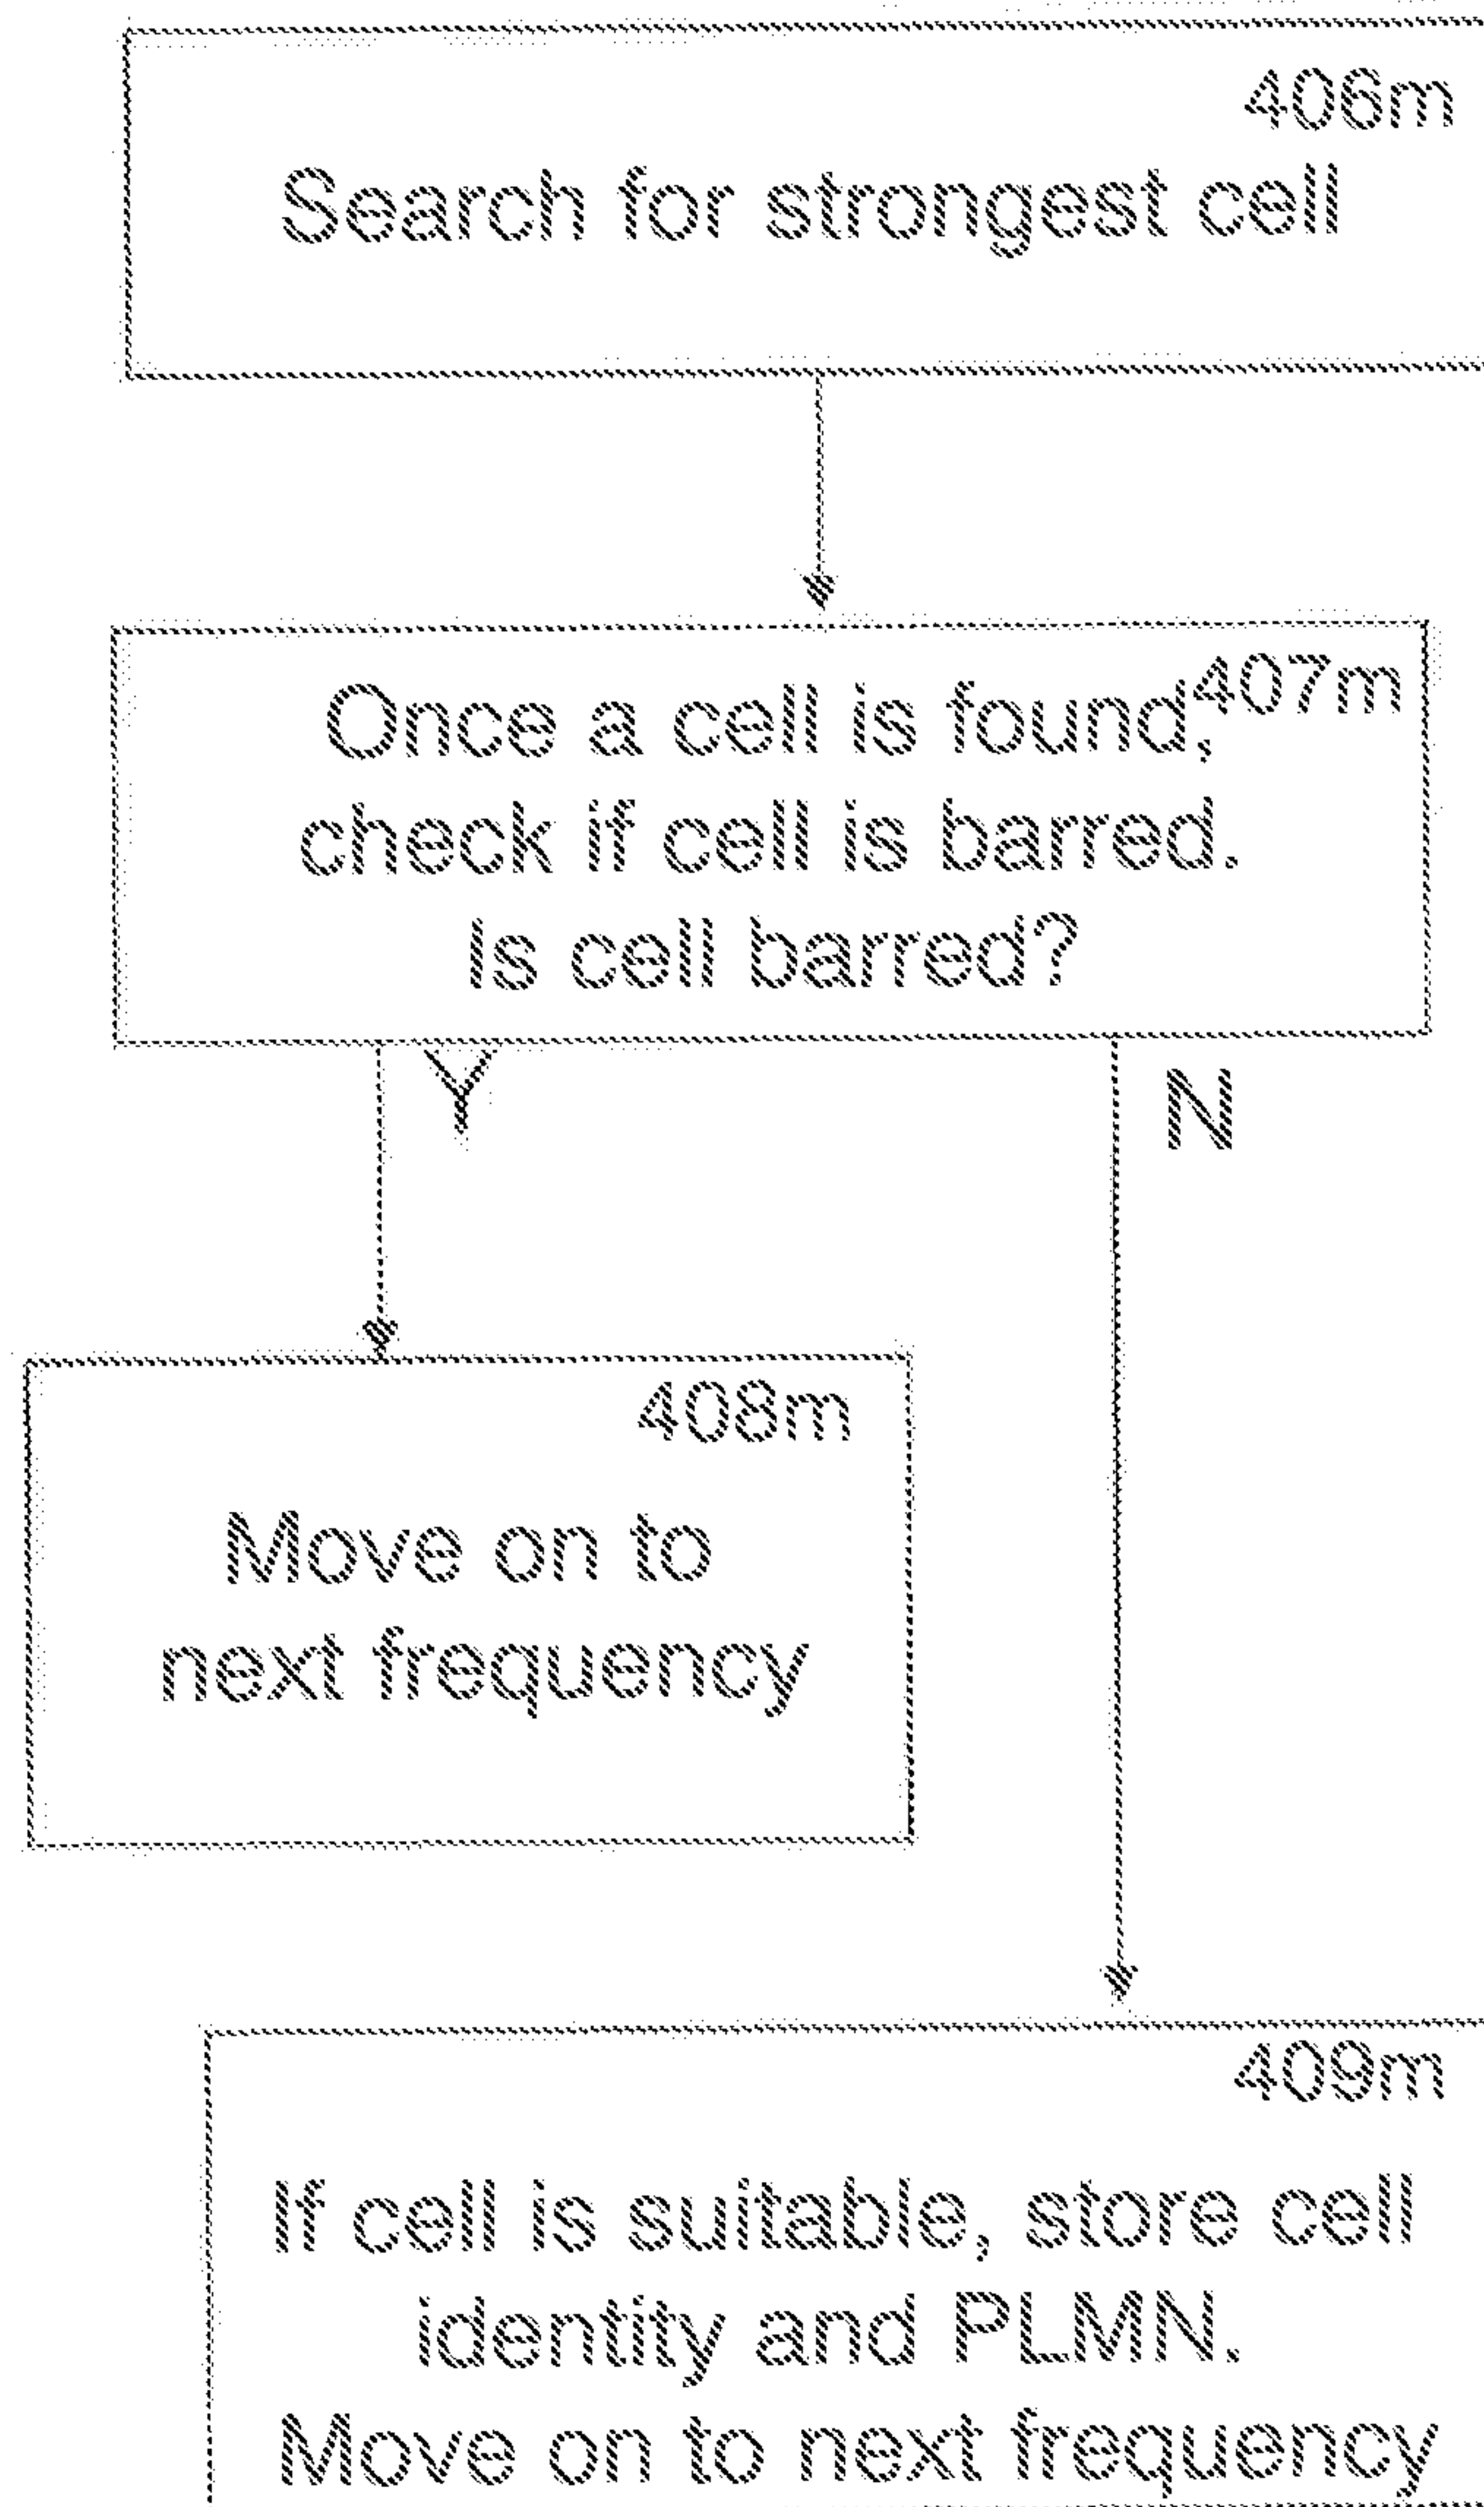 406m
Search for strongest cell
407m
Once a cell is found,
check if cell is barred.
Is cell barred?
Y
N
408m
Move on to
next frequency
409m
If cell is suitable, store cell
identity and PLMN.
Move on to next frequency